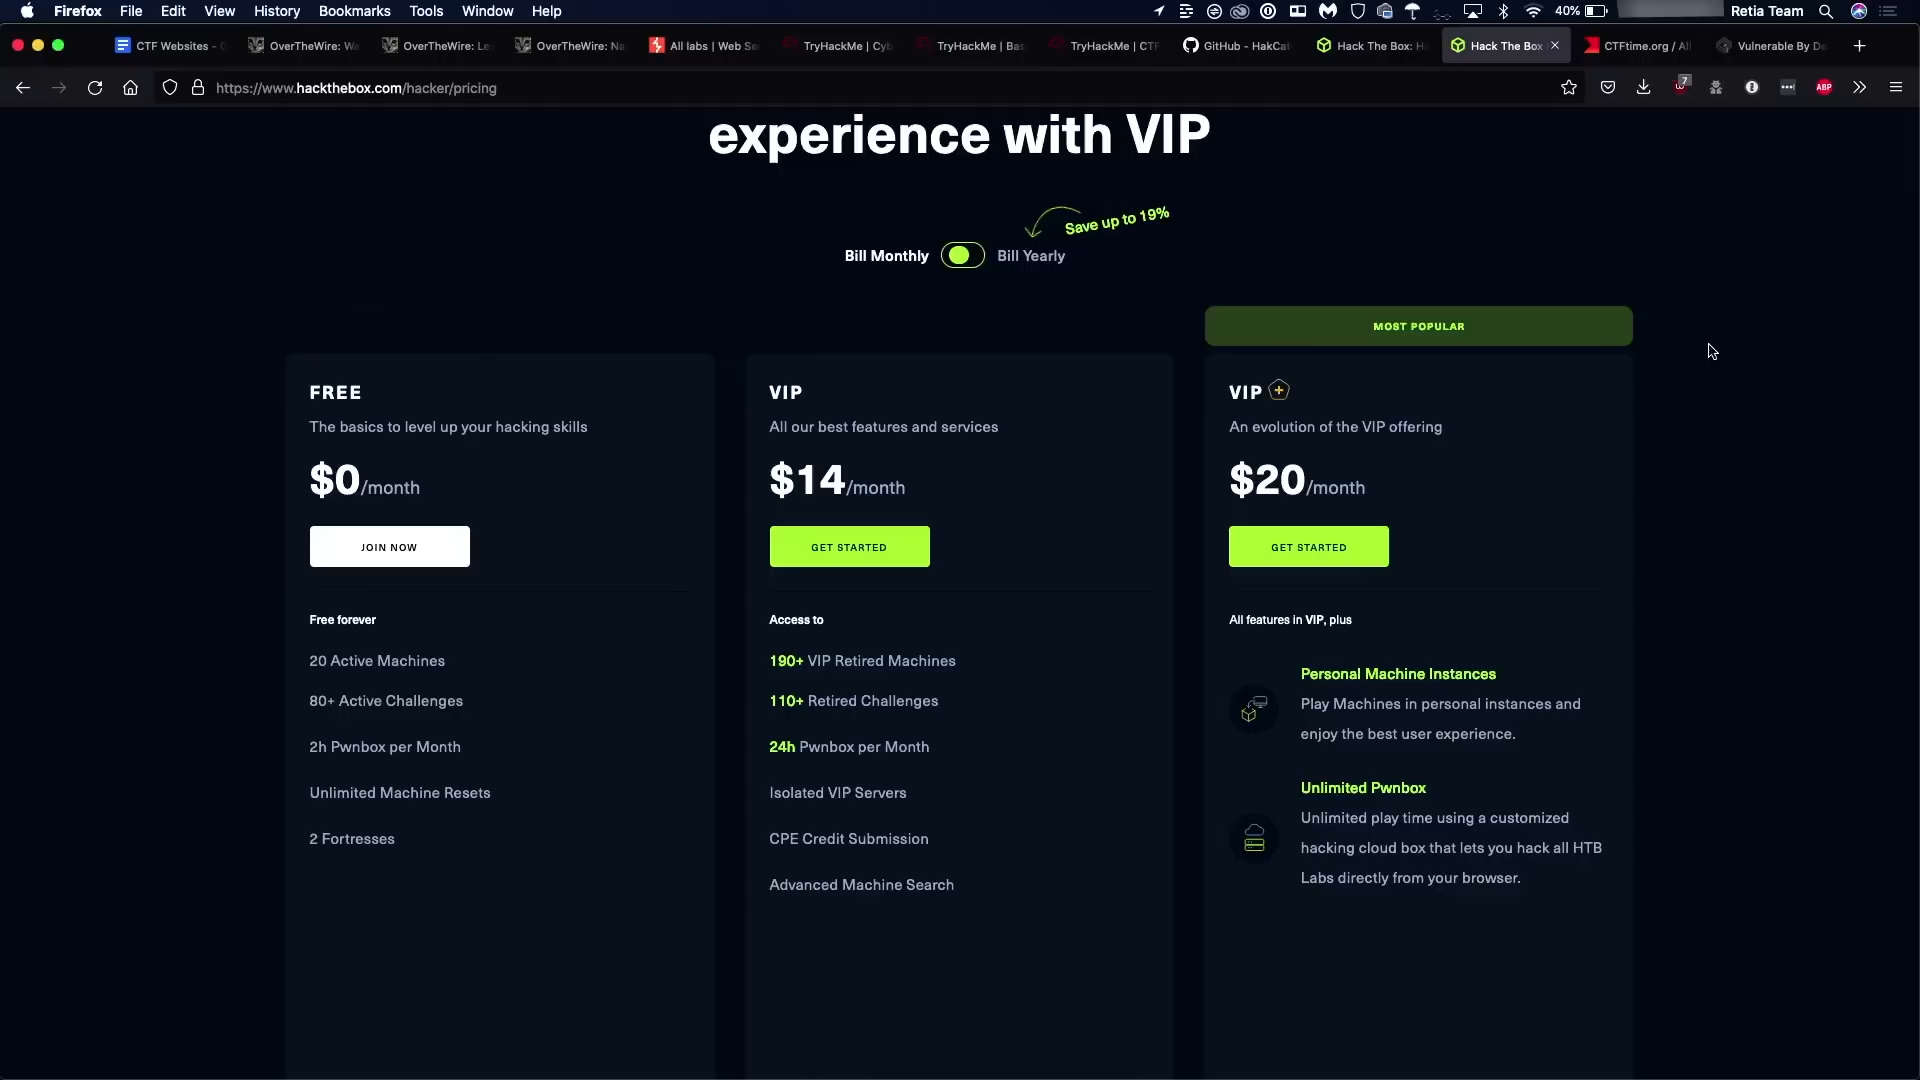 Firefox File Edit View History Bookmarks Tools Window Help 40% Retia Team
CTF Websites - OverTheWire: Wa OverTheWire: Le OverTheWire: Na All labs | Web Se TryHackMe | Cyb TryHackMe | Bas TryHackMe | CTF GitHub - HakCat Hack The Box: H Hack The Box CTFtime.org / All Vulnerable By De
https://www.hackthebox.com/hacker/pricing 7 ABP
experience with VIP
Save up to 19%
Bill Monthly Bill Yearly
MOST POPULAR
FREE
The basics to level up your hacking skills
$0/month
JOIN NOW
Free forever
20 Active Machines
80+ Active Challenges
2h Pwnbox per Month
Unlimited Machine Resets
2 Fortresses
VIP
All our best features and services
$14/month
GET STARTED
Access to
190+ VIP Retired Machines
110+ Retired Challenges
24h Pwnbox per Month
Isolated VIP Servers
CPE Credit Submission
Advanced Machine Search
VIP +
An evolution of the VIP offering
$20/month
GET STARTED
All features in VIP, plus
Personal Machine Instances
Play Machines in personal instances and
enjoy the best user experience.
Unlimited Pwnbox
Unlimited play time using a customized
hacking cloud box that lets you hack all HTB
Labs directly from your browser.